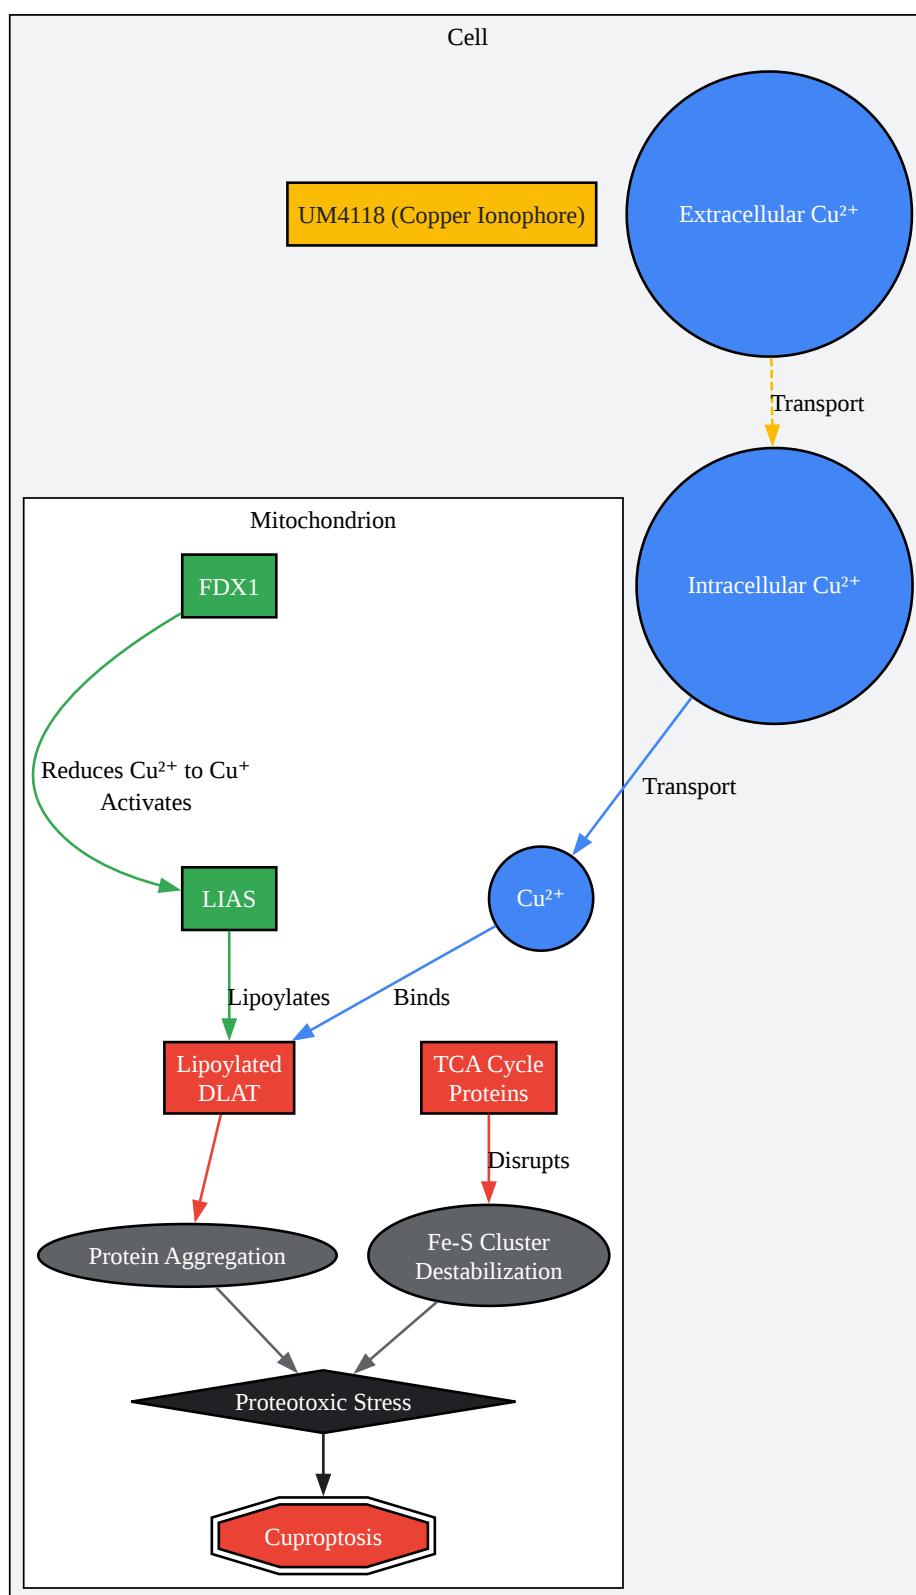 Cell
UM4118 (Copper Ionophore)
Extracellular Cu²⁺
Transport
Mitochondrion
FDX1
Intracellular Cu²⁺
Reduces Cu²⁺ to Cu⁺
Activates
Transport
LIAS
Cu²⁺
Lipoylates
Binds
Lipoylated
DLAT
TCA Cycle
Proteins
Disrupts
Protein Aggregation
Fe-S Cluster
Destabilization
Proteotoxic Stress
Cuproptosis